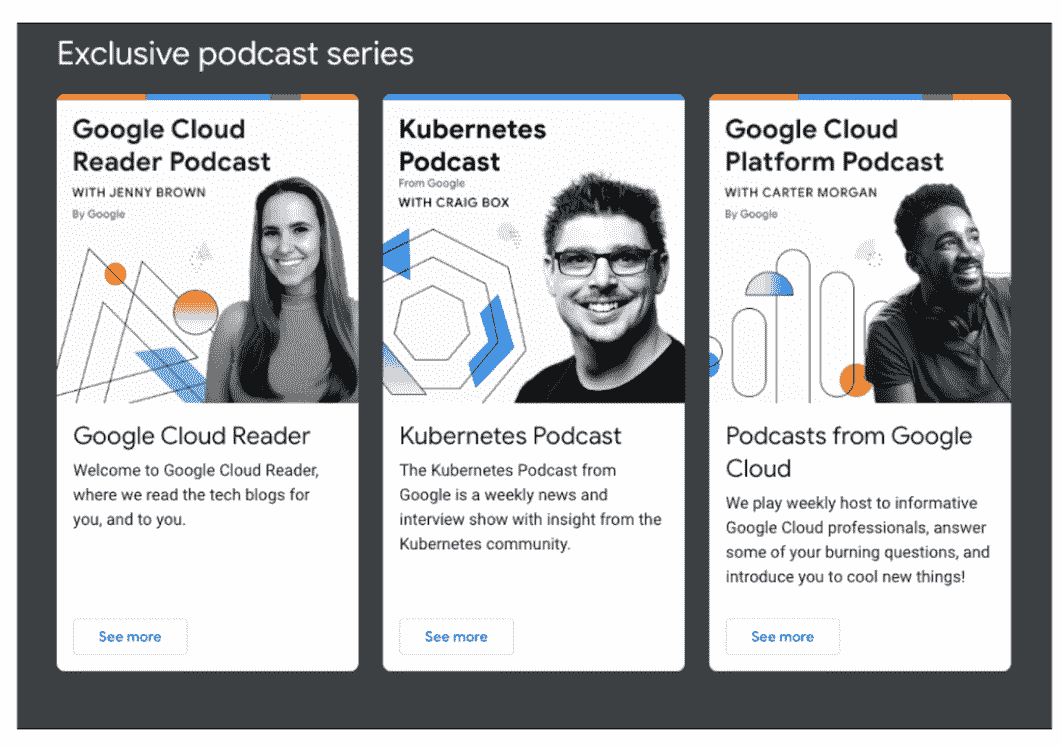 Exclusive podcast series
Google Cloud
Reader Podcast
WITH JENNY BROWN
By Google
Google Cloud Reader
Welcome to Google Cloud Reader,
where we read the tech blogs for
you, and to you.
See more
Kubernetes
Podcast
From Google
WITH CRAIG BOX
Kubernetes Podcast
The Kubernetes Podcast from
Google is a weekly news and
interview show with insight from the
Kubernetes community.
See more
Google Cloud
Platform Podcast
WITH CARTER MORGAN
By Google
Podcasts from Google
Cloud
We play weekly host to informative
Google Cloud professionals, answer
some of your burning questions, and
introduce you to cool new things!
See more